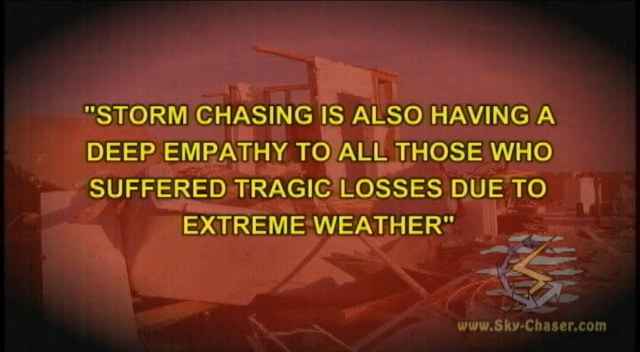 "STORM CHASING IS ALSO HAVING A
DEEP EMPATHY TO ALL THOSE WHO
SUFFERED TRAGIC LOSSES DUE TO
EXTREME WEATHER"
www.Sky-Chaser.com